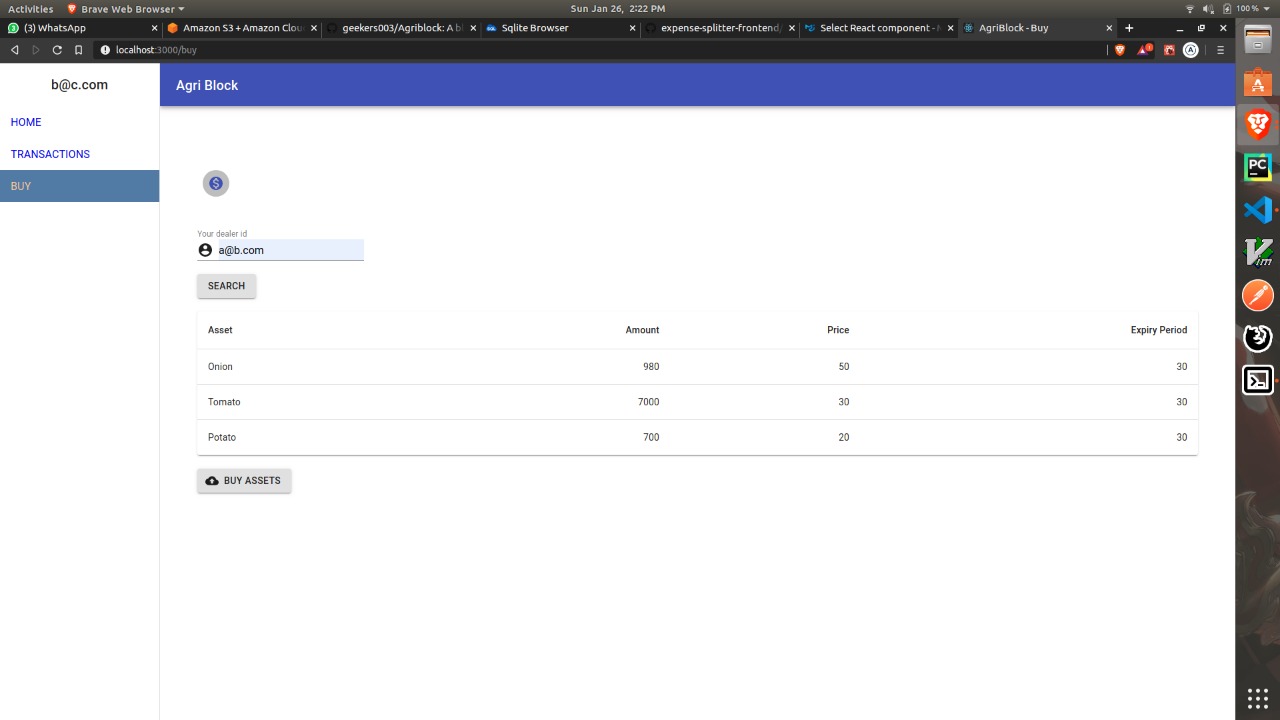 Activities Brave Web Browser Sun Jan 26, 2:22 PM 100 %
(3) WhatsApp Amazon S3 + Amazon Clou geekers003/Agriblock: A b Sqlite Browser expense-splitter-frontend/ Select React component - AgriBlock - Buy
localhost:3000/buy
b@c.com
Agri Block
HOME
TRANSACTIONS
BUY
Your dealer id
a@b.com
SEARCH
Asset Amount Price Expiry Period
Onion 980 50 30
Tomato 7000 30 30
Potato 700 20 30
BUY ASSETS